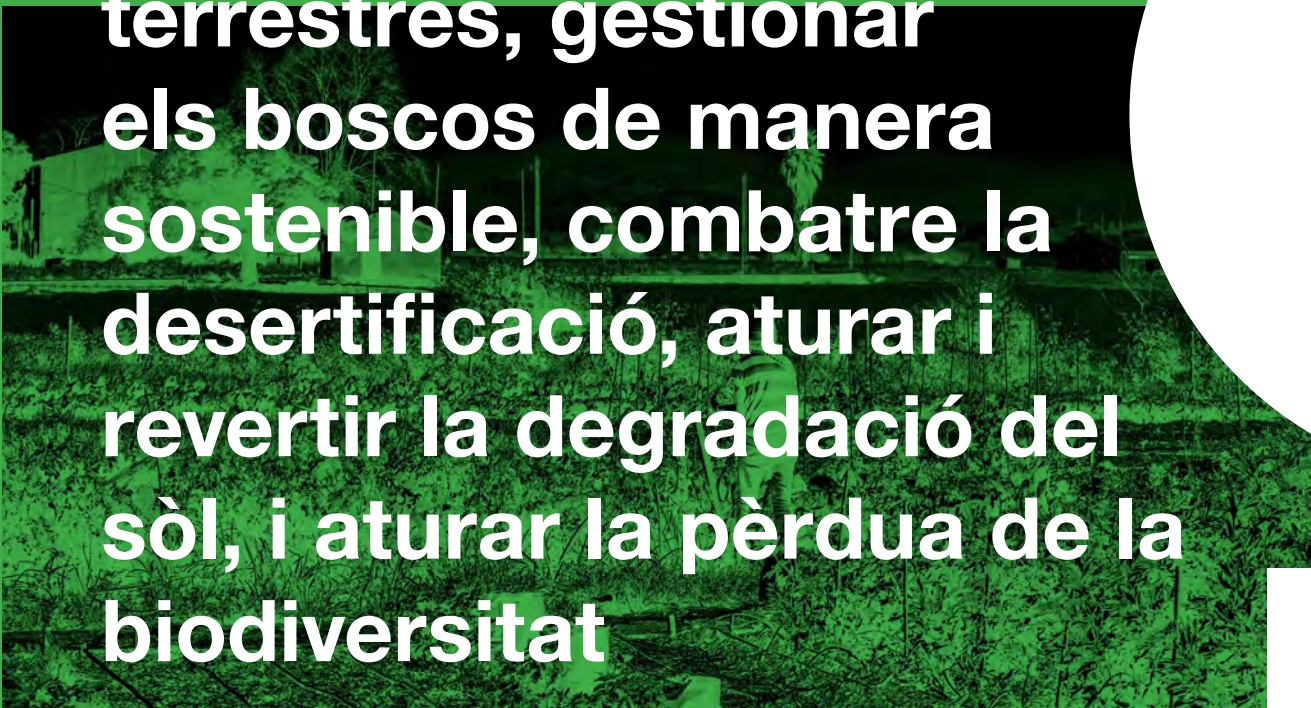 terrestres, gestionar
els boscos de manera
sostenible, combatre la
desertificació, aturar i
revertir la degradació del
sòl, i aturar la pèrdua de la
biodiversitat